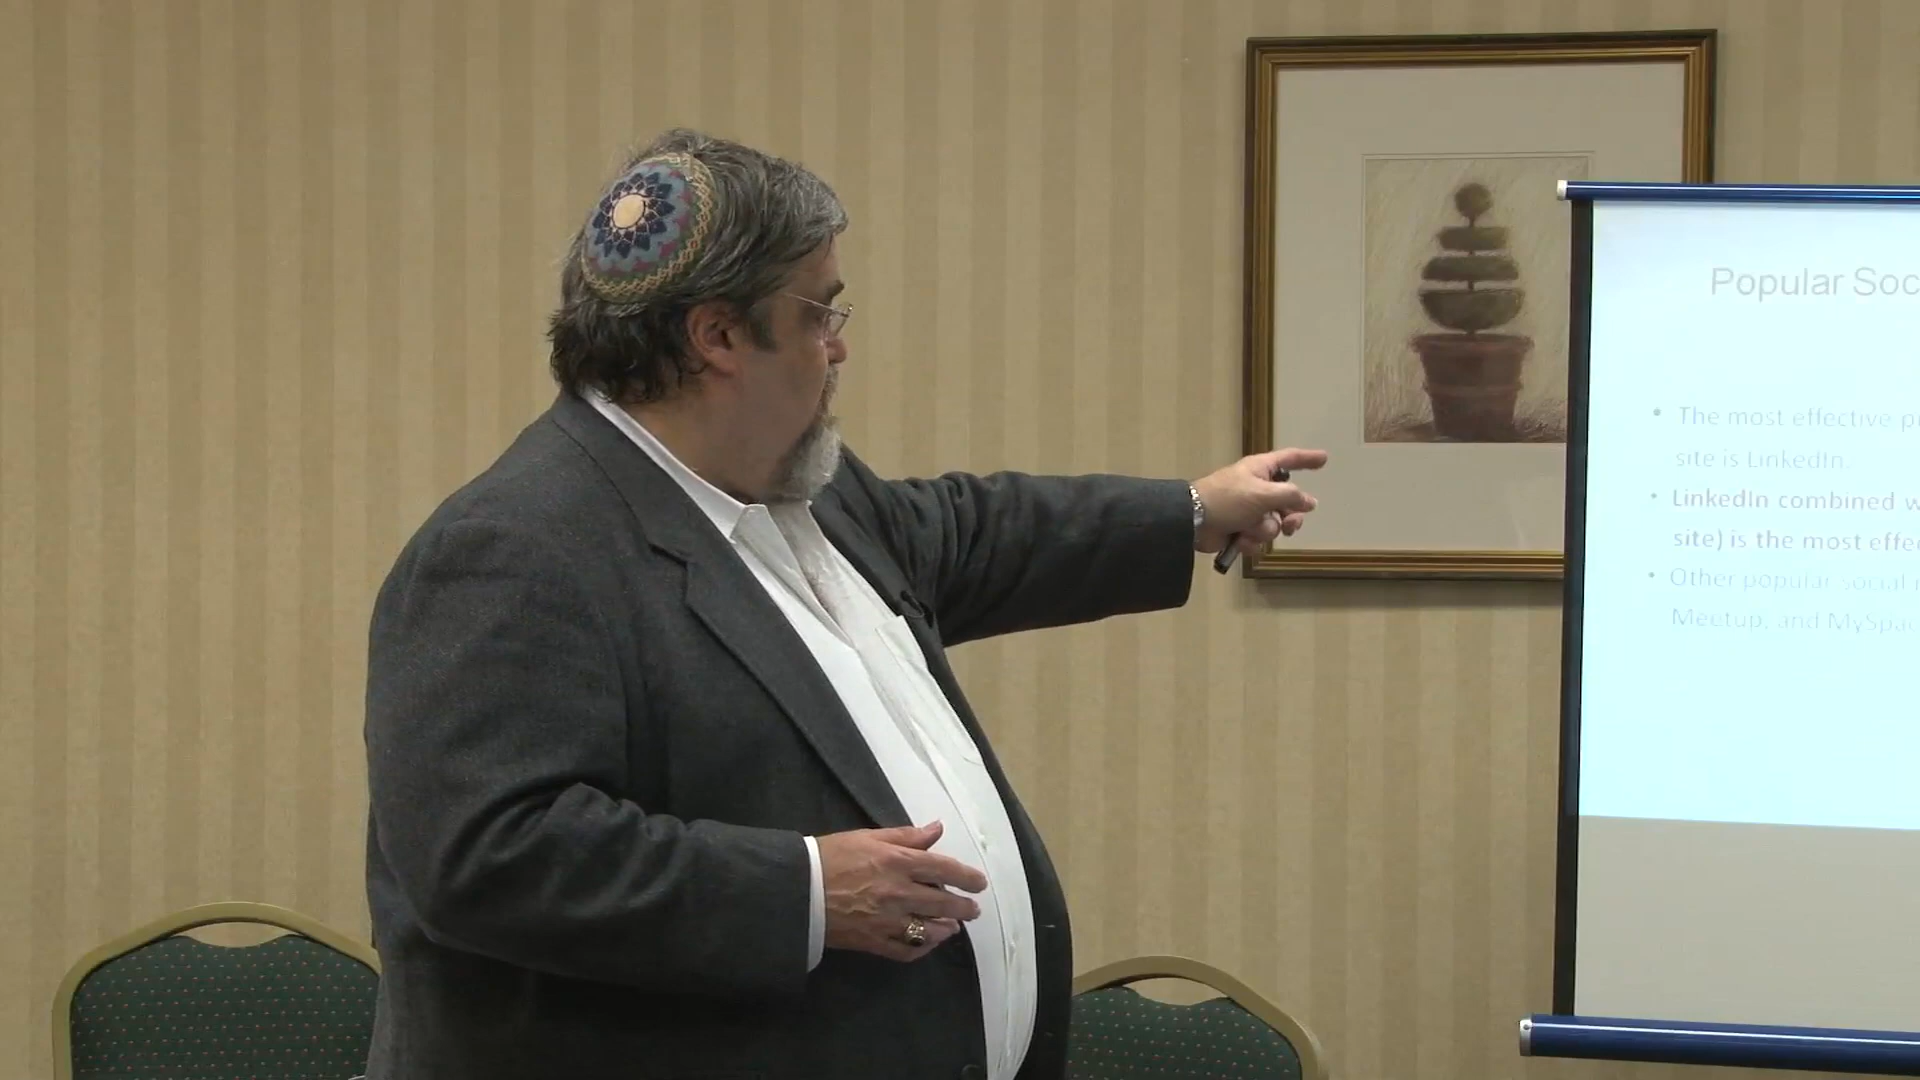 Popular Soc
• The most effective p
site is LinkedIn.
• LinkedIn combined w
site) is the most effe
• Other popular social
Meetup, and MySpac